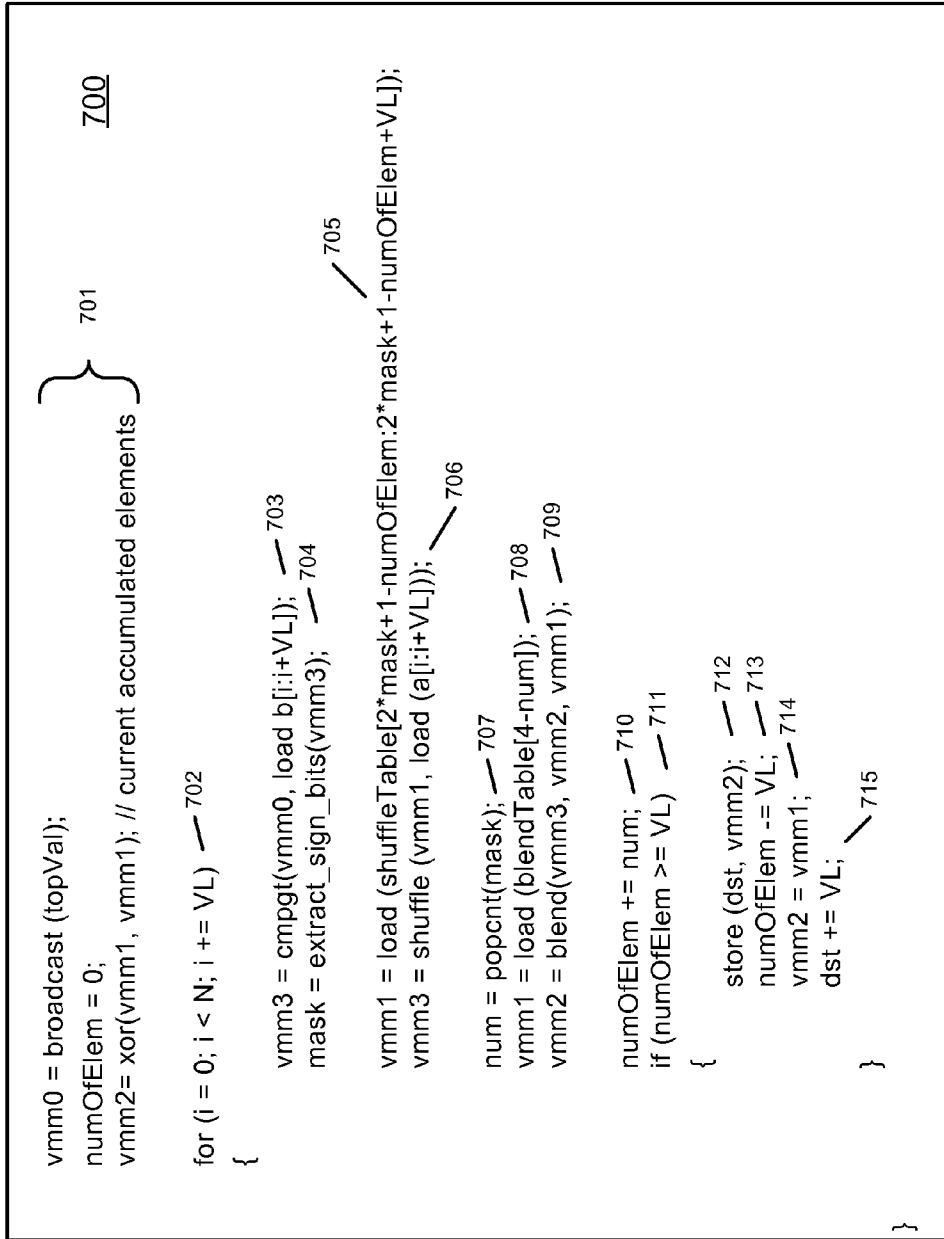 700
vmm0 = broadcast (topVal);
numOfElem = 0;
vmm2= xor(vmm1, vmm1); // current accumulated elements
701
for (i = 0; i < N; i += VL) 702
{
vmm3 = cmpgt(vmm0, load b[i:i+VL]); 703
mask = extract_sign_bits(vmm3); 704
705
vmm1 = load (shuffleTable[2*mask+1-numOfElem:2*mask+1-numOfElem+VL]);
vmm3 = shuffle (vmm1, load (a[i:i+VL])); 706
num = popcnt(mask); 707
vmm1 = load (blendTable[4-num]); 708
vmm2 = blend(vmm3, vmm2, vmm1); 709
numOfElem += num; 710
if (numOfElem >= VL) 711
{
store (dst, vmm2); 712
numOfElem -= VL; 713
vmm2 = vmm1; 714
dst += VL; 715
}
}